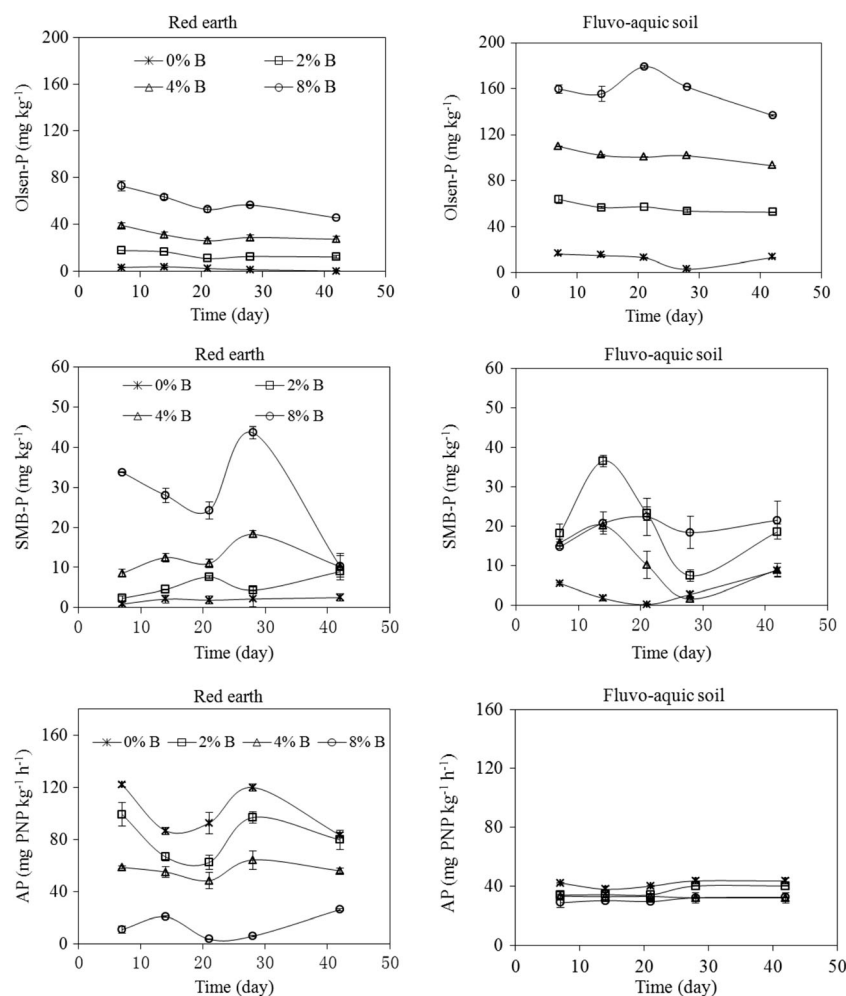 Red earth
0% B 2% B
4% B 8% B
200
160
120
80
40
0
Olsen-P (mg kg⁻¹)
0 10 20 30 40 50
Time (day)
Fluvo-aquic soil
200
160
120
80
40
0
Olsen-P (mg kg⁻¹)
0 10 20 30 40 50
Time (day)
Red earth
0% B 2% B
4% B 8% B
60
50
40
30
20
10
0
SMB-P (mg kg⁻¹)
0 10 20 30 40 50
Time (day)
Fluvo-aquic soil
60
50
40
30
20
10
0
SMB-P (mg kg⁻¹)
0 10 20 30 40 50
Time (day)
Red earth
0% B 2% B 4% B 8% B
160
120
80
40
0
AP (mg PNP kg⁻¹ h⁻¹)
0 10 20 30 40 50
Time (day)
Fluvo-aquic soil
160
120
80
40
0
AP (mg PNP kg⁻¹ h⁻¹)
0 10 20 30 40 50
Time (day)